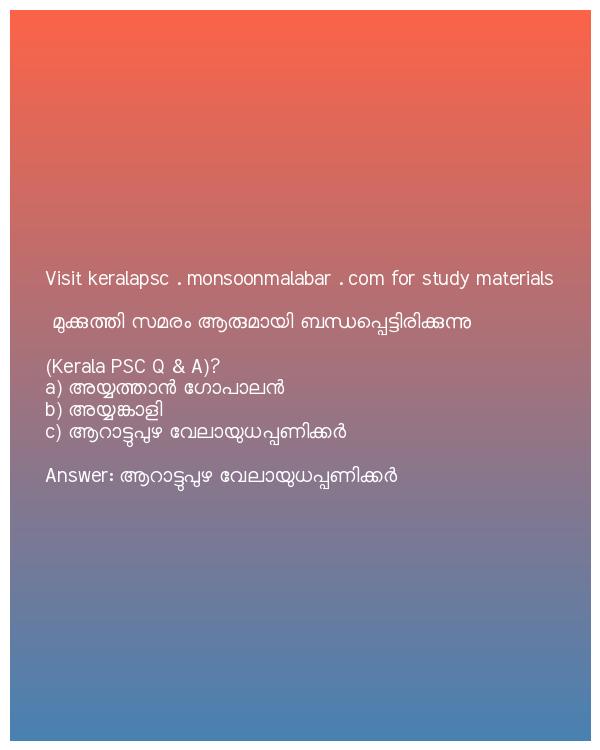 Visit keralapsc . monsoonmalabar . com for study materials
മുക്കുത്തി സമരം ആരുമായി ബന്ധപ്പെട്ടിരിക്കുന്നു
(Kerala PSC Q & A)?
a) അയ്യത്താൻ ഗോപാലൻ
b) അയ്യങ്കാളി
c) ആറാട്ടുപുഴ വേലായുധപ്പണിക്കർ
Answer: ആറാട്ടുപുഴ വേലായുധപ്പണിക്കർ